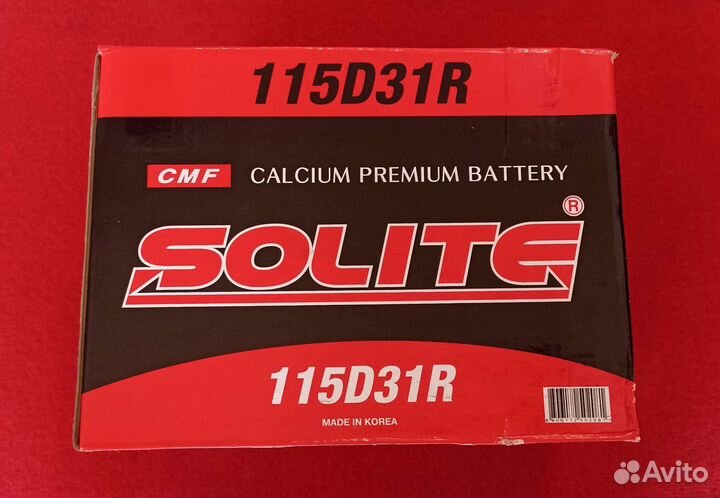 115D31R
CMF CALCIUM PREMIUM BATTERY
SOLITE ®
115D31R
MADE IN KOREA
Avito